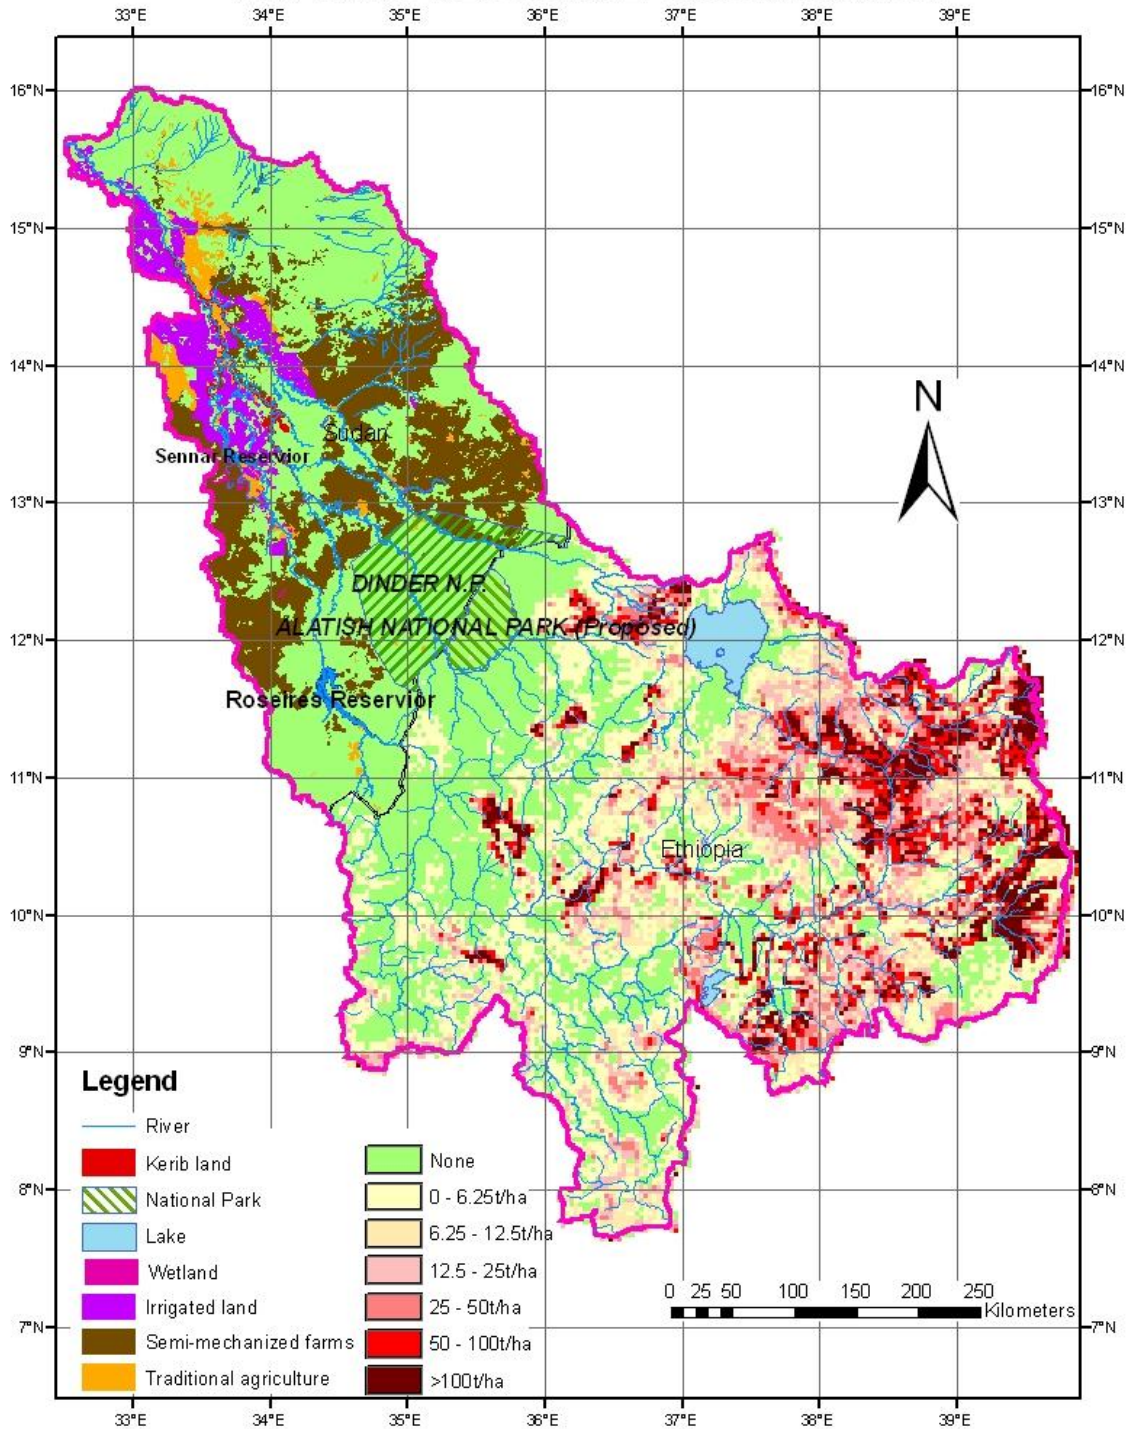 33°E 34°E 35°E 36°E 37°E 38°E 39°E
16°N 16°N
15°N 15°N
14°N 14°N
N
Sudan
Sennar Reservior
13°N 13°N
DINDER N.P.
12°N 12°N
ALATISH NATIONAL PARK (Proposed)
Roseires Reservior
11°N 11°N
Ethiopia
10°N 10°N
9°N 9°N
Legend
River
Kerib land
National Park
Lake
Wetland
Irrigated land
Semi-mechanized farms
Traditional agriculture
None
0 - 6.25t/ha
6.25 - 12.5t/ha
12.5 - 25t/ha
25 - 50t/ha
50 - 100t/ha
>100t/ha
8°N 8°N
0 25 50 100 150 200 250
Kilometers
7°N 7°N
33°E 34°E 35°E 36°E 37°E 38°E 39°E